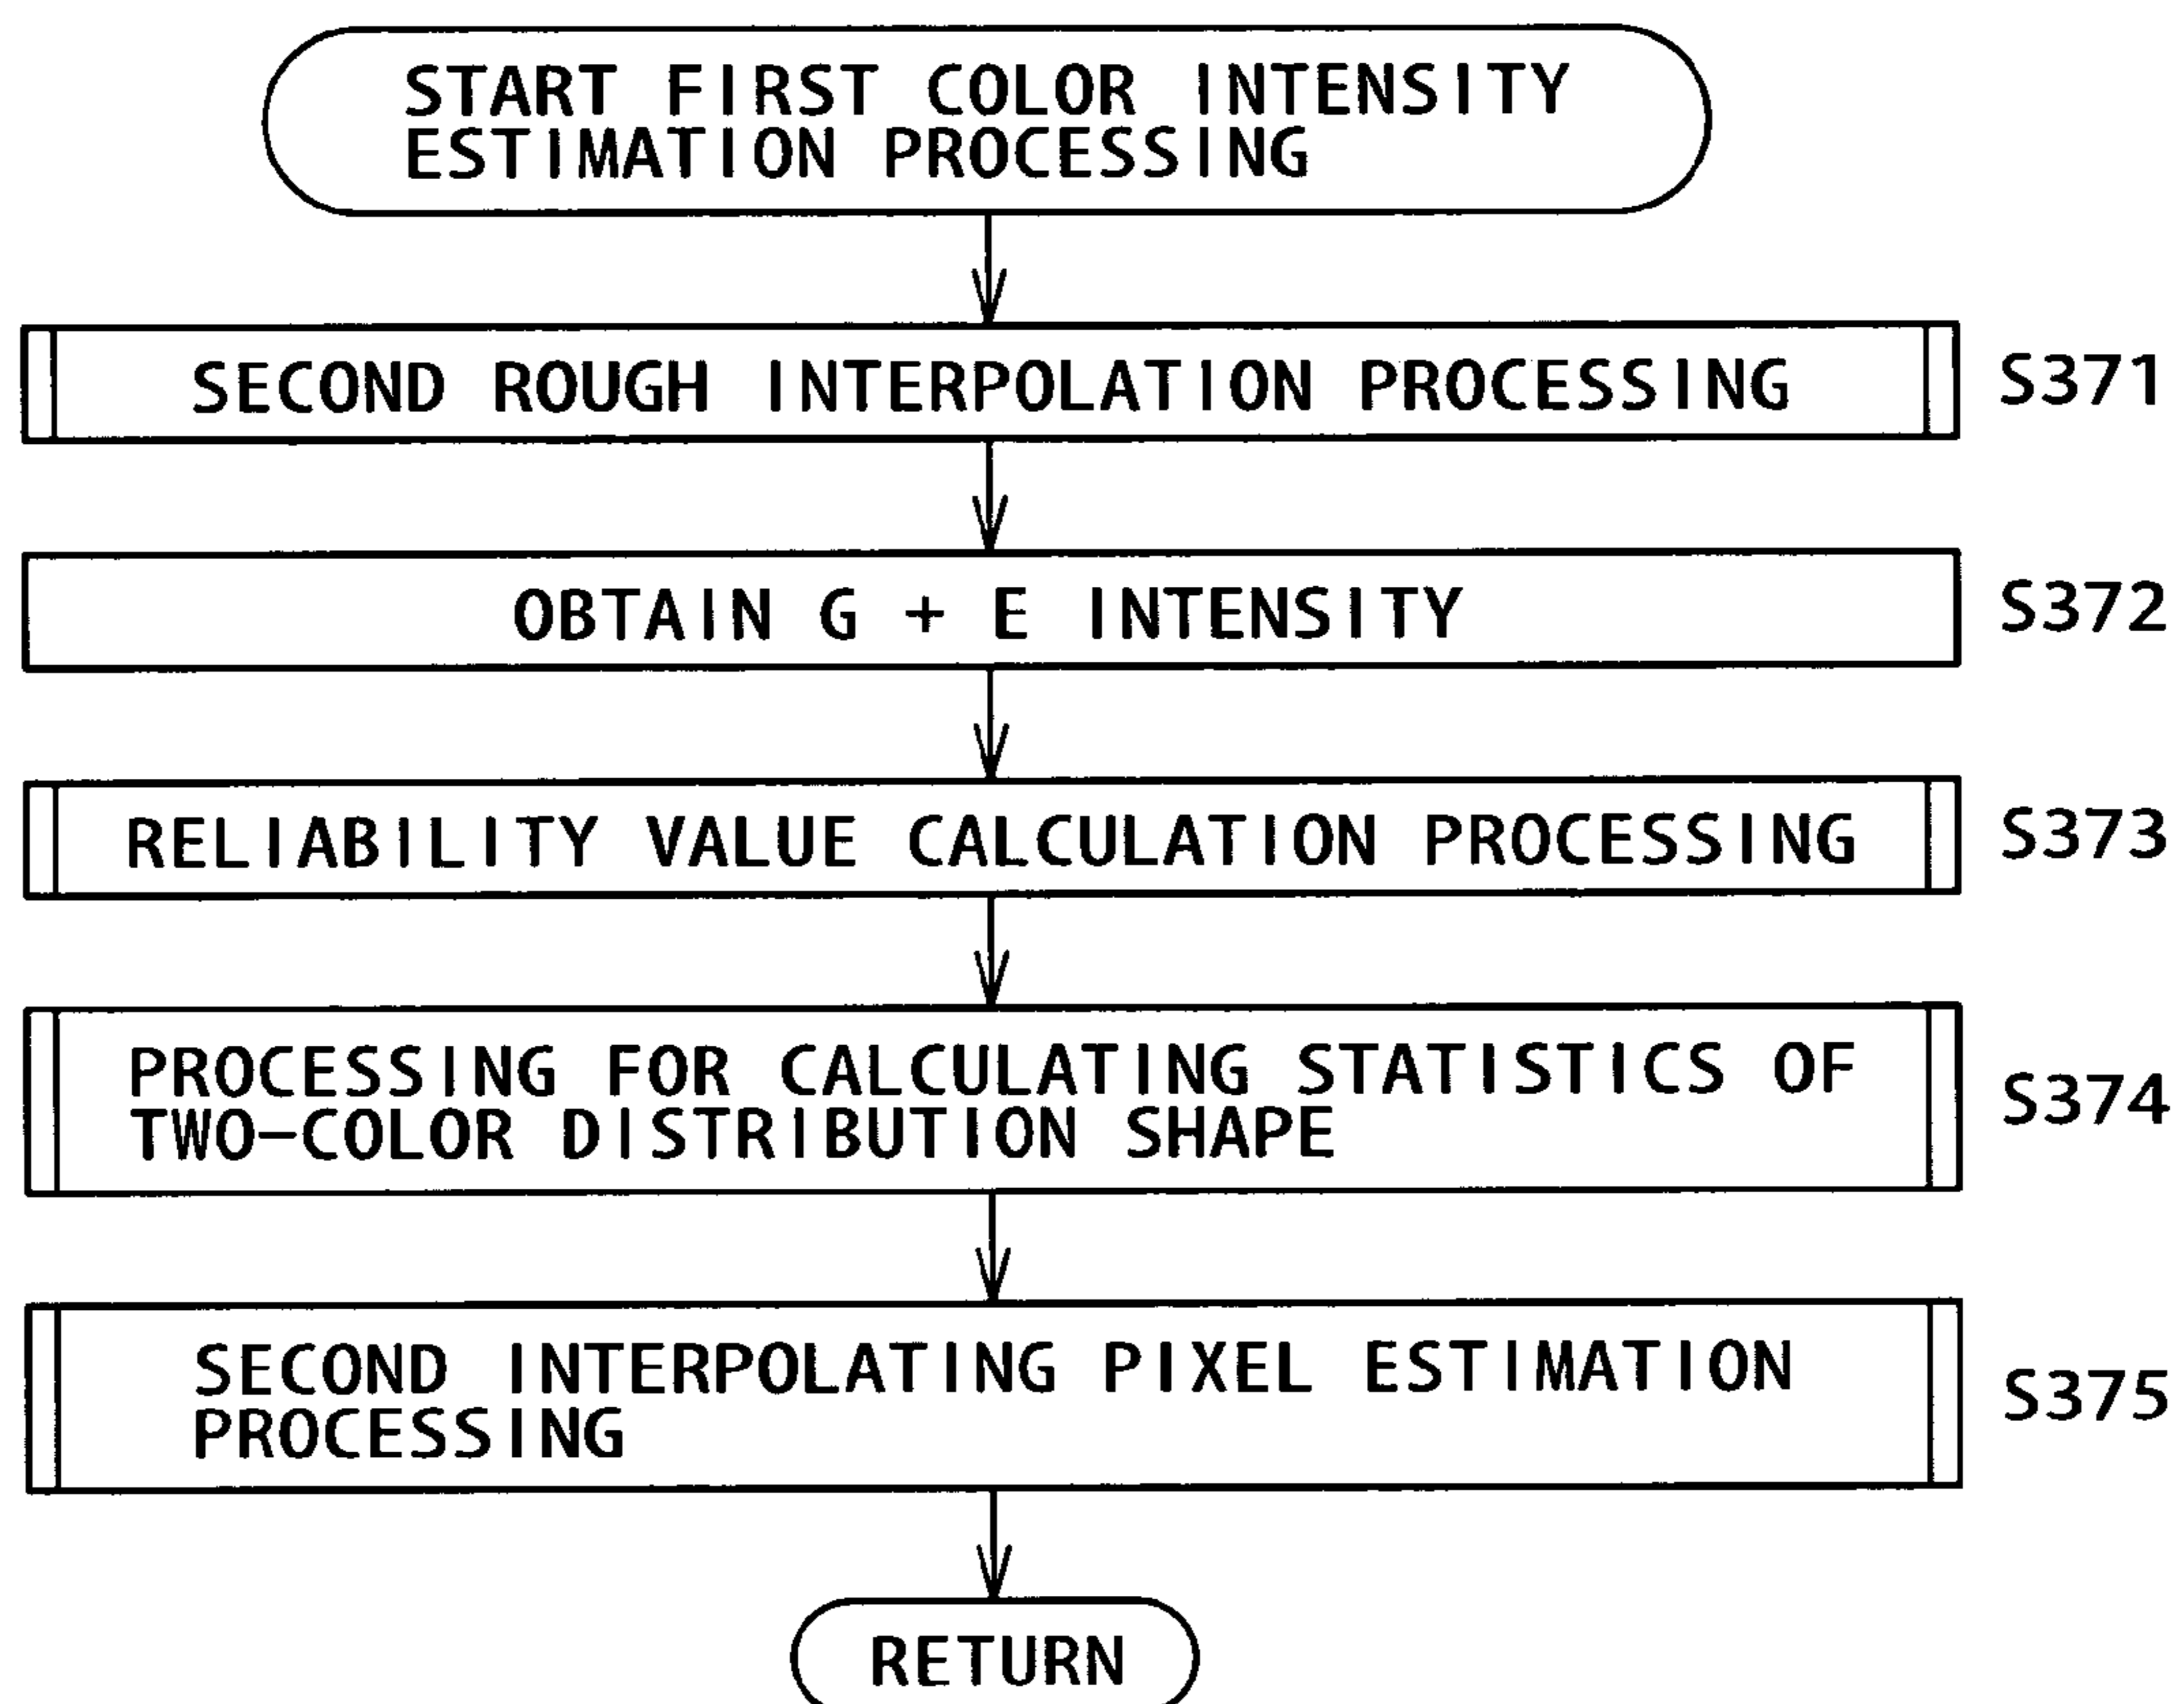 START FIRST COLOR INTENSITY
ESTIMATION PROCESSING
SECOND ROUGH INTERPOLATION PROCESSING S371
OBTAIN G + E INTENSITY S372
RELIABILITY VALUE CALCULATION PROCESSING S373
PROCESSING FOR CALCULATING STATISTICS OF
TWO-COLOR DISTRIBUTION SHAPE
S374
SECOND INTERPOLATING PIXEL ESTIMATION
PROCESSING
S375
RETURN